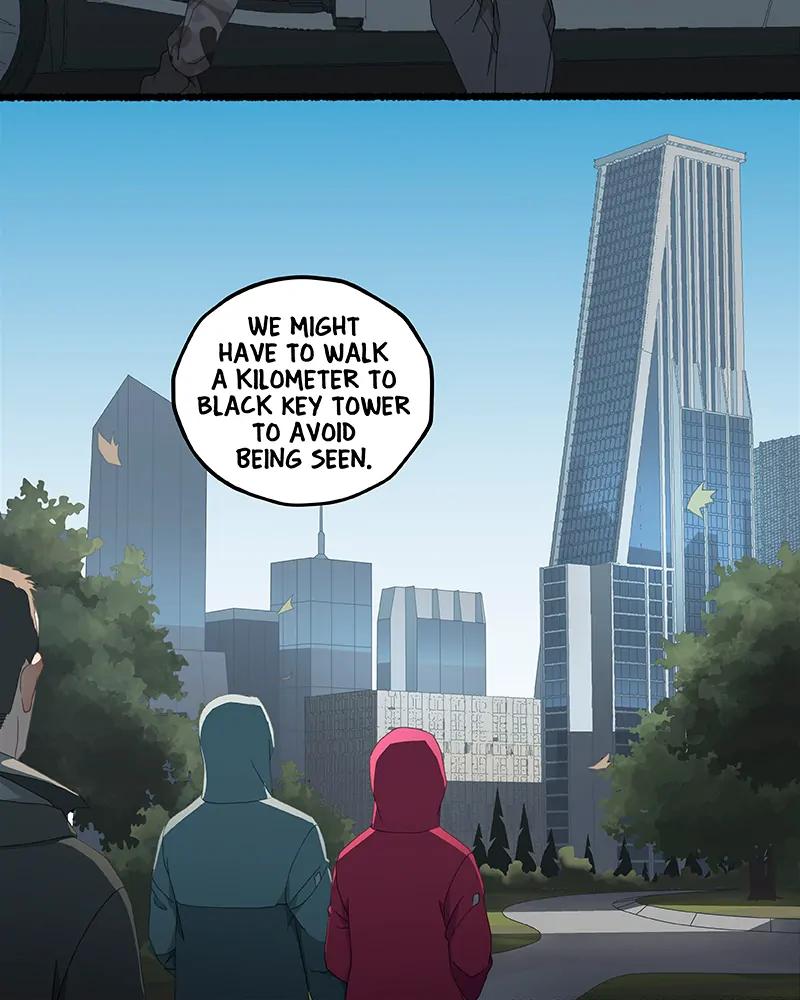 WE MIGHT
HAVE TO WALK
A KILOMETER TO
BLACK KEY TOWER
TO AVOID
BEING SEEN.